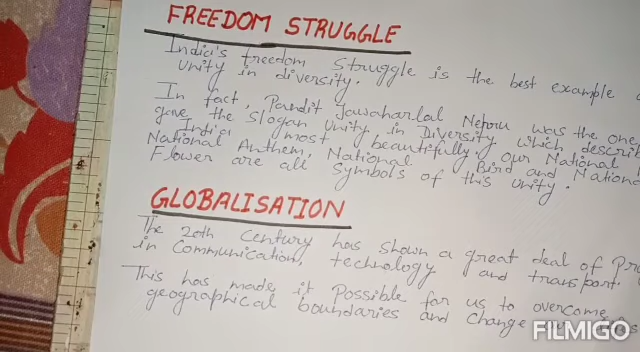 FREEDOM STRUGGLE
India's freedom Struggle is the best example
Unity in diversity.
In fact, Pandit Jawaharlal Nehru was the one
gave the Slogan Unity in Diversity which describ
India most beautifully. Our National
National Anthem, National Bird and Nationa
Flower are all Symbols of this unity.
GLOBALISATION
The 20th Century has shown a great deal of Pr
in Communication, technology and transport.
This has made it Possible for us to overcome
geographical boundaries and Change
FILMIGO